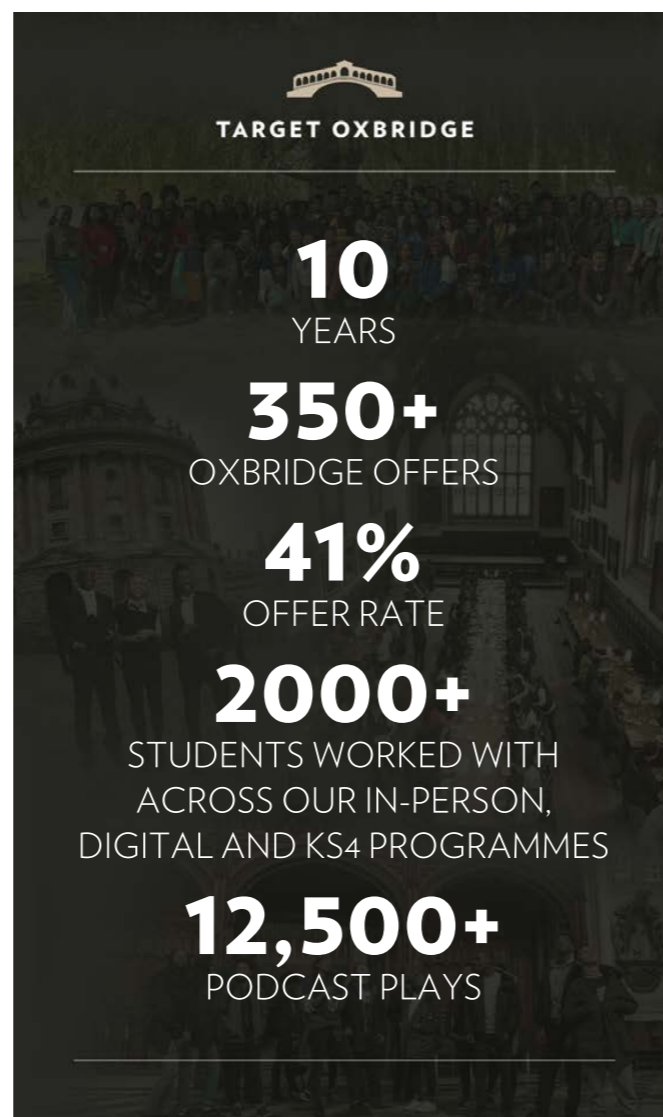 TARGET OXBRIDGE
10
YEARS
350+
OXBRIDGE OFFERS
41%
OFFER RATE
2000+
STUDENTS WORKED WITH
ACROSS OUR IN-PERSON,
DIGITAL AND KS4 PROGRAMMES
12,500+
PODCAST PLAYS